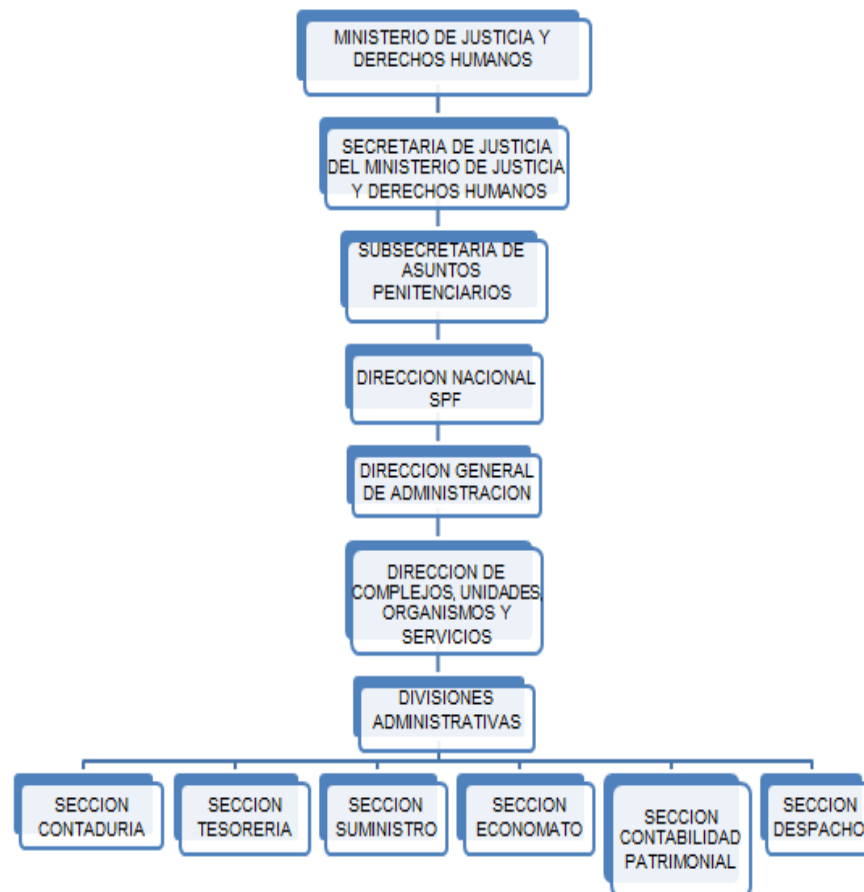 MINISTERIO DE JUSTICIA Y
DERECHOS HUMANOS
SECRETARIA DE JUSTICIA
DEL MINISTERIO DE JUSTICIA
Y DERECHOS HUMANOS
SUBSECRETARIA DE
ASUNTOS
PENITENCIARIOS
DIRECCION NACIONAL
SPF
DIRECCION GENERAL
DE ADMINISTRACION
DIRECCION DE
COMPLEJOS, UNIDADES,
ORGANISMOS Y
SERVICIOS
DIVISIONES
ADMINISTRATIVAS
SECCION
CONTADURIA
SECCION
TESORERIA
SECCION
SUMINISTRO
SECCION
ECONOMATO
SECCION
CONTABILIDAD
PATRIMONIAL
SECCION
DESPACHO